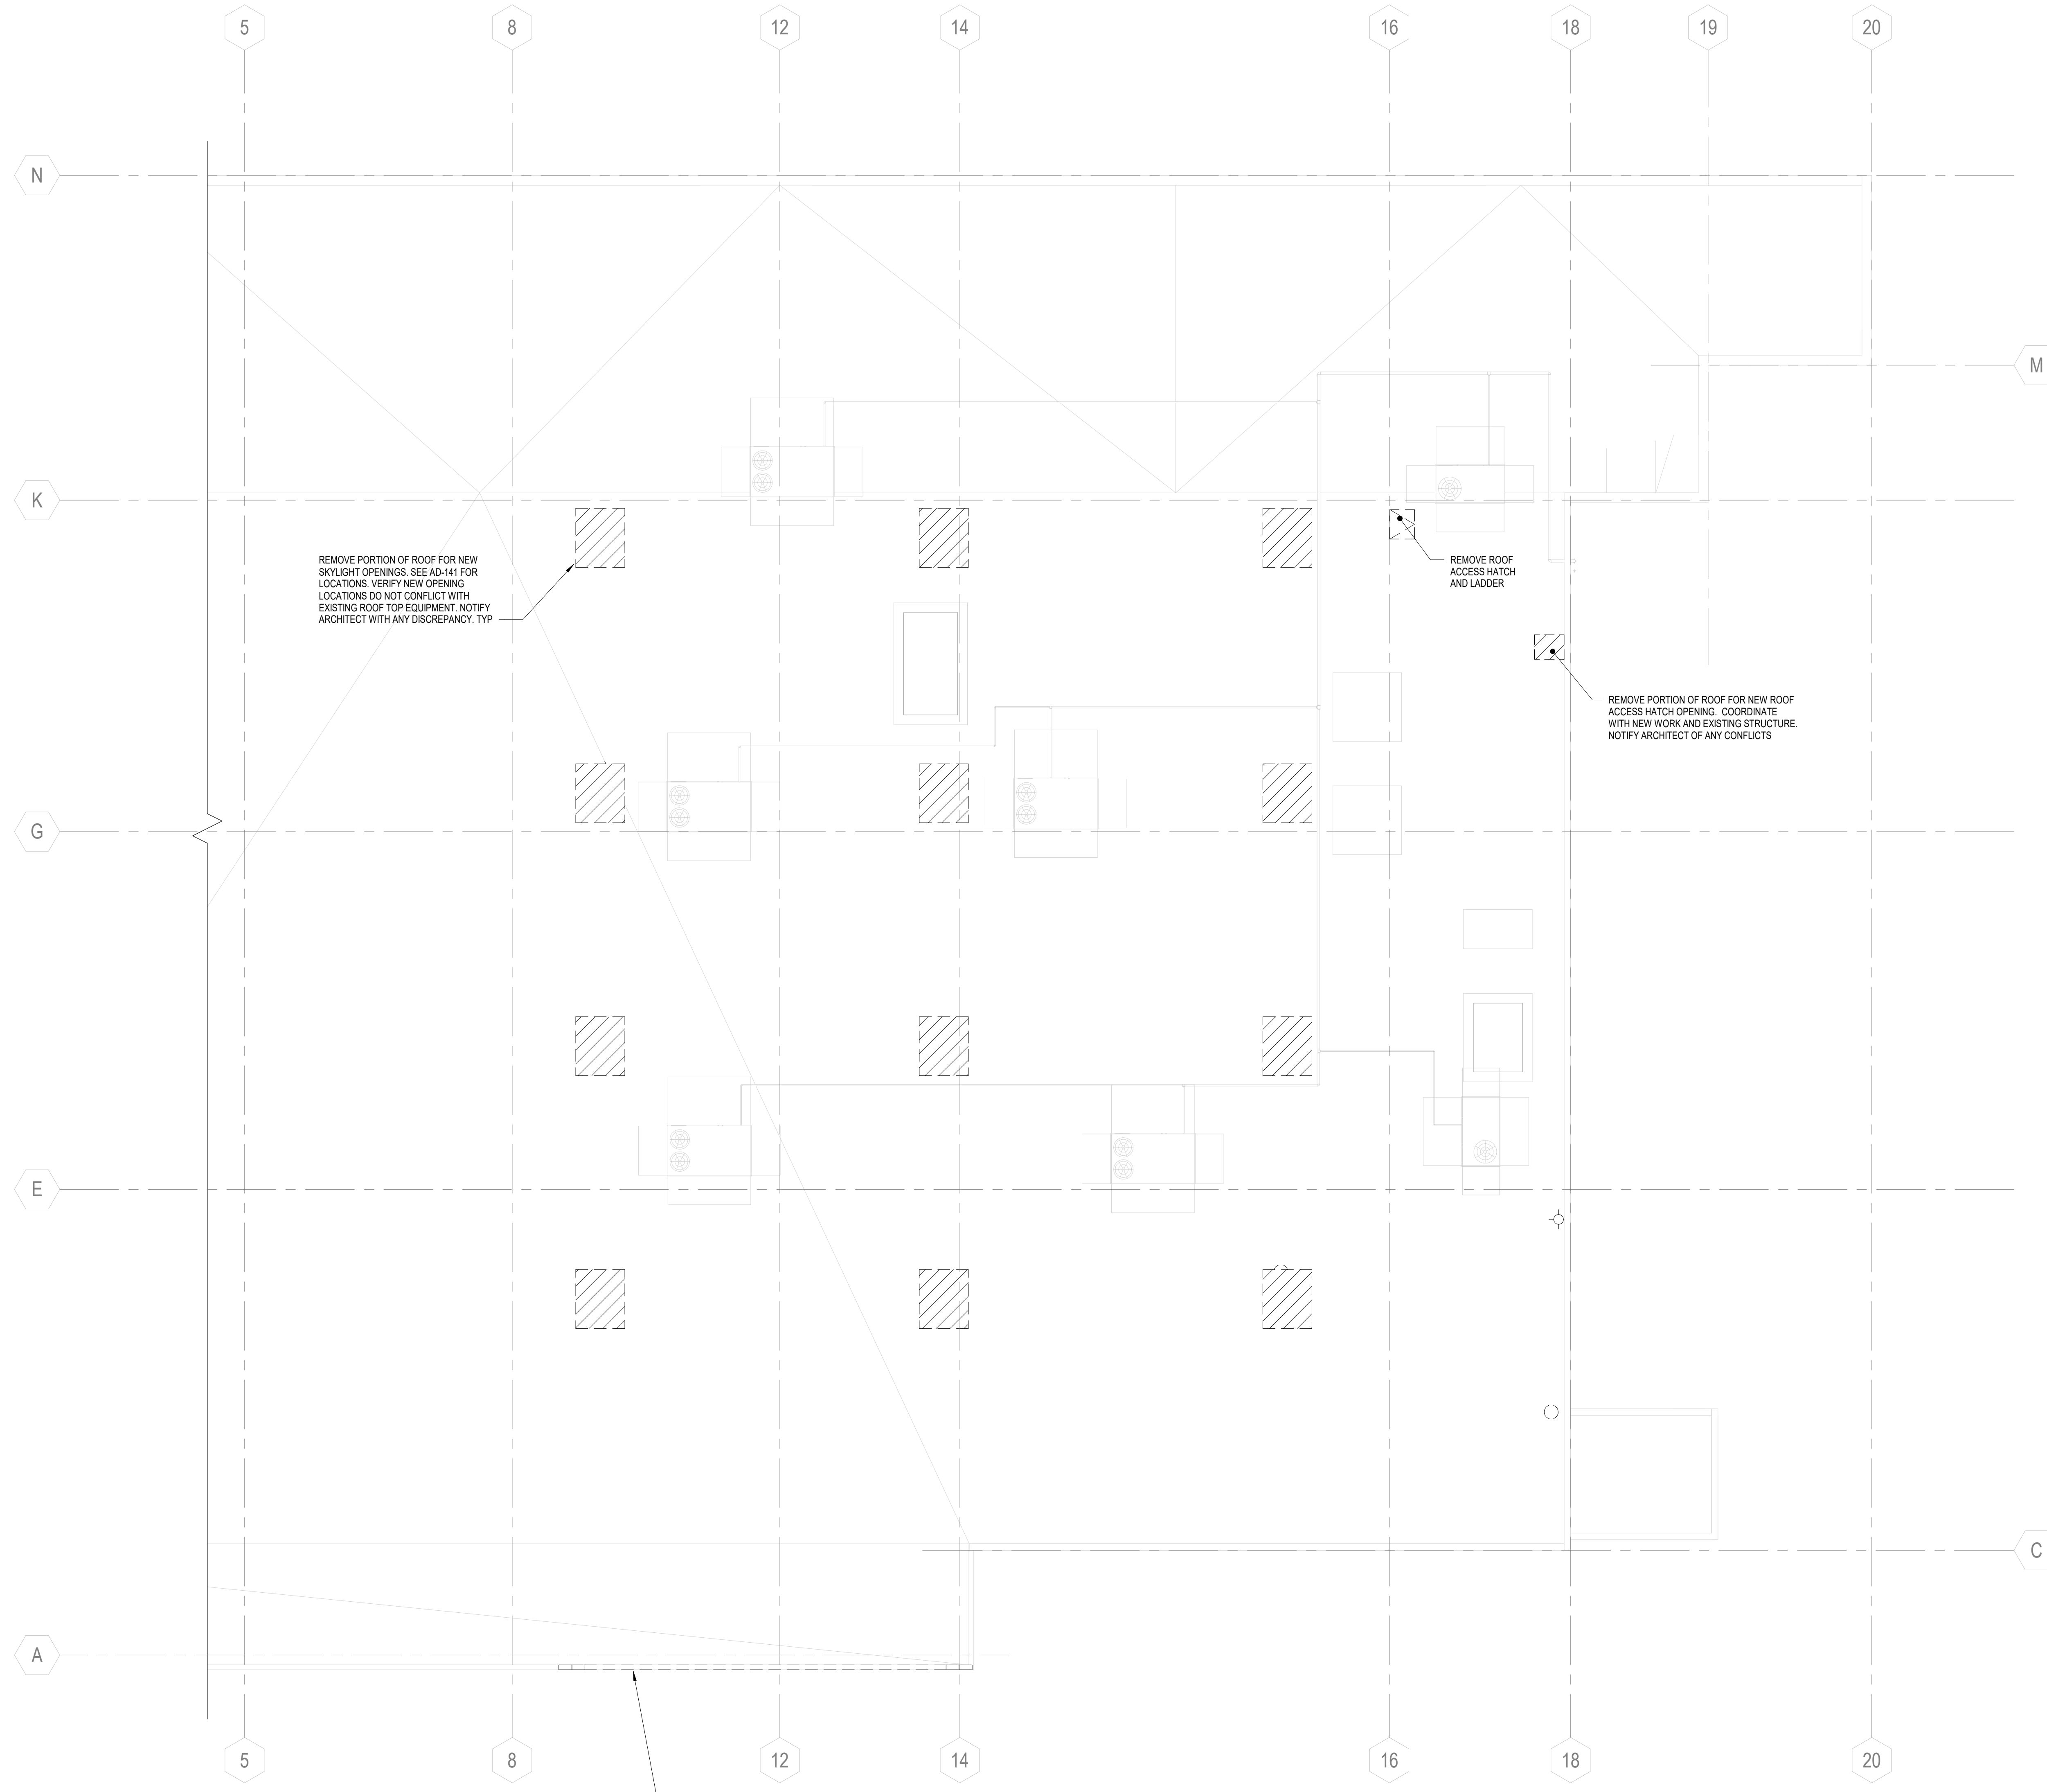 5
8
12
14
16
18
19
20
N
M
K
REMOVE PORTION OF ROOF FOR NEW
SKYLIGHT OPENINGS. SEE AD-141 FOR
LOCATIONS. VERIFY NEW OPENING
LOCATIONS DO NOT CONFLICT WITH
EXISTING ROOF TOP EQUIPMENT. NOTIFY
ARCHITECT WITH ANY DISCREPANCY. TYP
REMOVE ROOF
ACCESS HATCH
AND LADDER
REMOVE PORTION OF ROOF FOR NEW ROOF
ACCESS HATCH OPENING. COORDINATE
WITH NEW WORK AND EXISTING STRUCTURE.
NOTIFY ARCHITECT OF ANY CONFLICTS
G
E
C
A
5
8
12
14
16
18
20